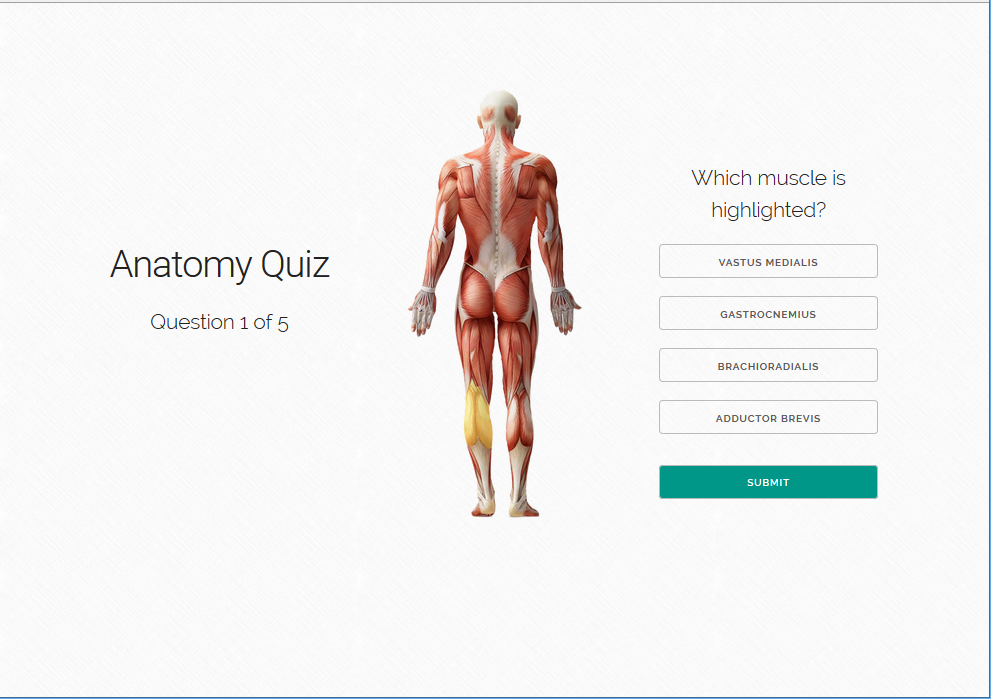 Anatomy Quiz
Question 1 of 5
Which muscle is
highlighted?
VASTUS MEDIALIS
GASTROCNEMIUS
BRACHIORADIALIS
ADDUCTOR BREVIS
SUBMIT